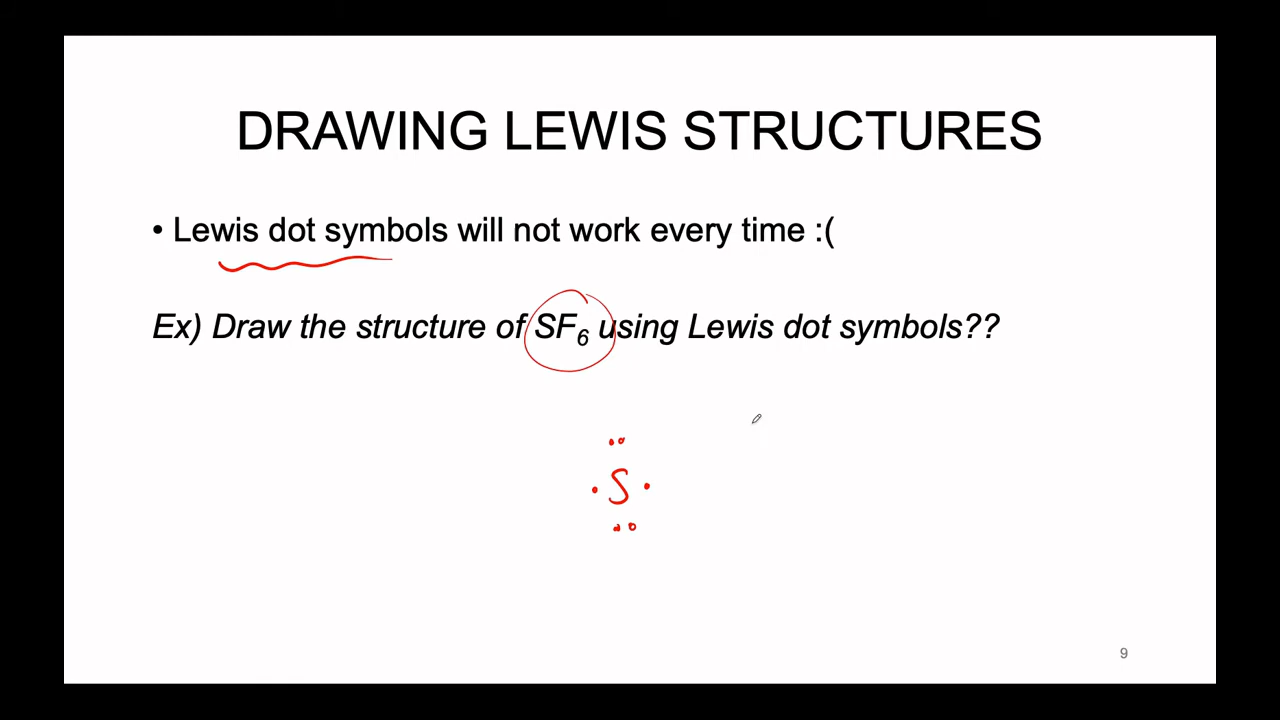 DRAWING LEWIS STRUCTURES
• Lewis dot symbols will not work every time :(
Ex) Draw the structure of SF₆ using Lewis dot symbols??
S
9